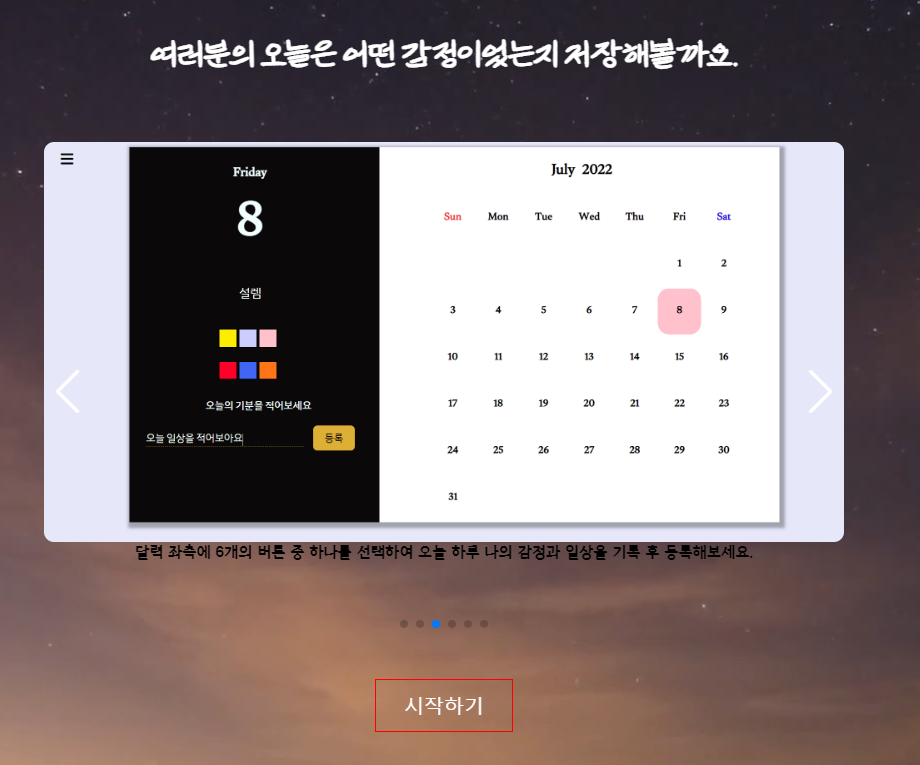 여러분의 오늘은 어떤 감정이었는지 저장해볼까요.
Friday
8
설렘
오늘의 기분을 적어보세요
오늘 일상을 적어보아요
등록
July 2022
Sun Mon Tue Wed Thu Fri Sat
1 2
3 4 5 6 7 8 9
10 11 12 13 14 15 16
17 18 19 20 21 22 23
24 25 26 27 28 29 30
31
달력 좌측에 6개의 버튼 중 하나를 선택하여 오늘 하루 나의 감정과 일상을 기록 후 등록해보세요.
시작하기